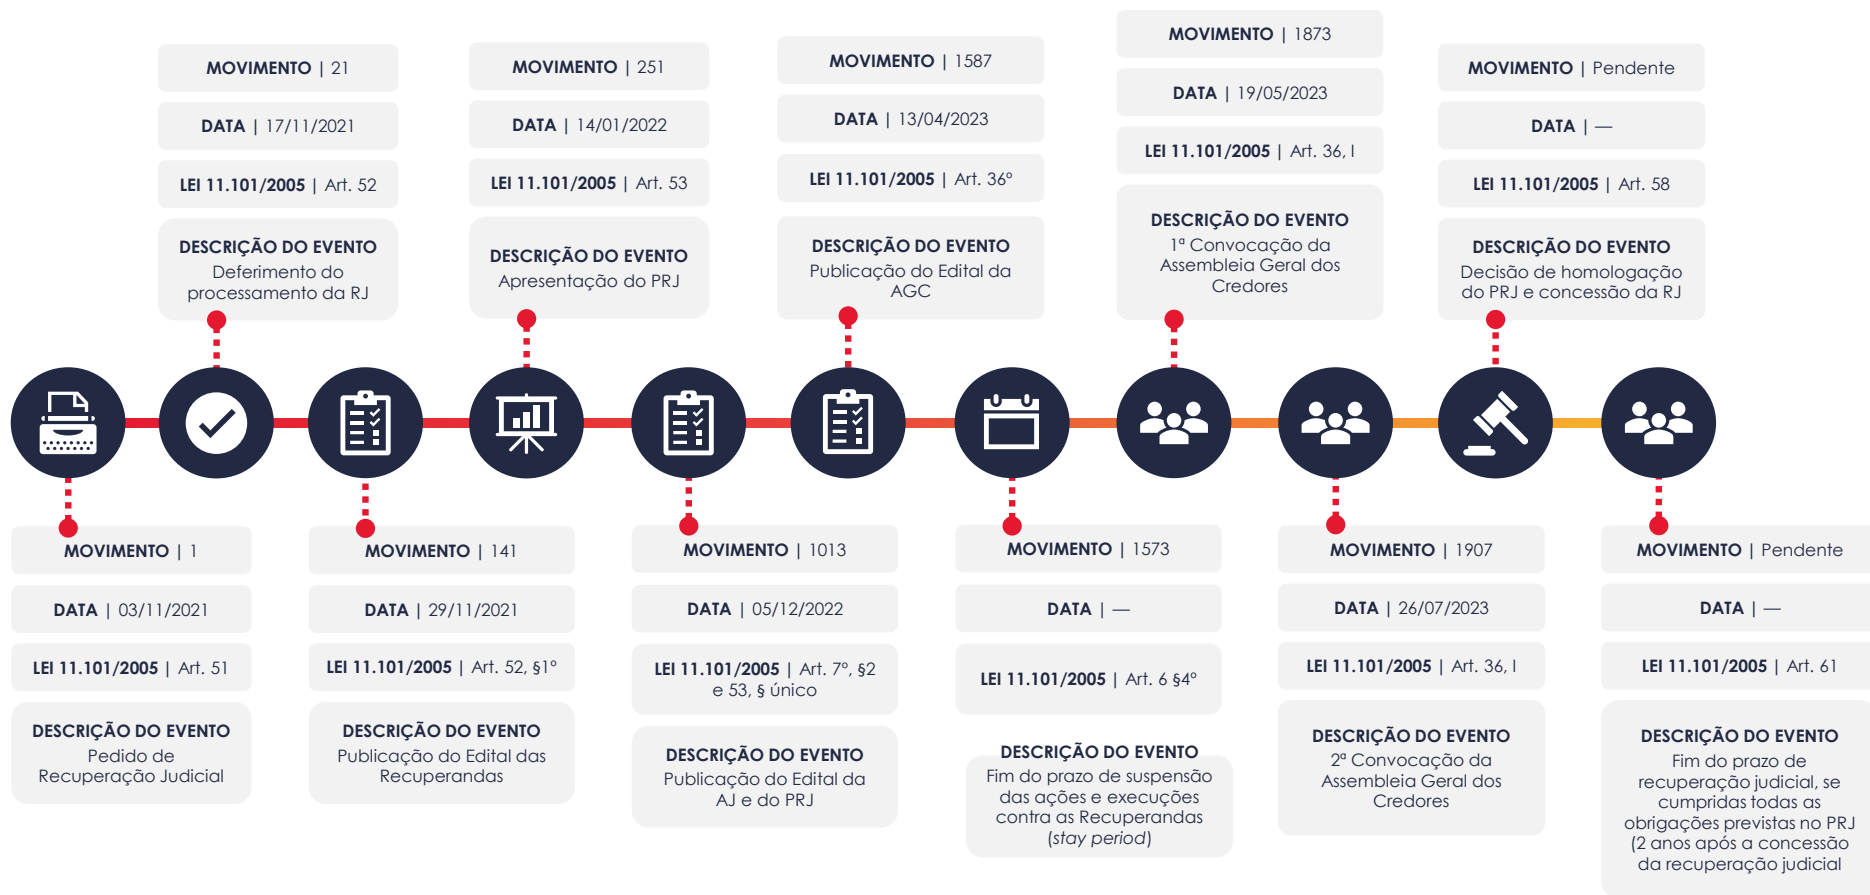 MOVIMENTO | 21
DATA | 17/11/2021
LEI 11.101/2005 | Art. 52
DESCRIÇÃO DO EVENTO
Deferimento do
processamento da RJ
MOVIMENTO | 251
DATA | 14/01/2022
LEI 11.101/2005 | Art. 53
DESCRIÇÃO DO EVENTO
Apresentação do PRJ
MOVIMENTO | 1587
DATA | 13/04/2023
LEI 11.101/2005 | Art. 36º
DESCRIÇÃO DO EVENTO
Publicação do Edital da
AGC
MOVIMENTO | 1873
DATA | 19/05/2023
LEI 11.101/2005 | Art. 36, I
DESCRIÇÃO DO EVENTO
1ª Convocação da
Assembleia Geral dos
Credores
MOVIMENTO | Pendente
DATA | —
LEI 11.101/2005 | Art. 58
DESCRIÇÃO DO EVENTO
Decisão de homologação
do PRJ e concessão da RJ
MOVIMENTO | 1
DATA | 03/11/2021
LEI 11.101/2005 | Art. 51
DESCRIÇÃO DO EVENTO
Pedido de
Recuperação Judicial
MOVIMENTO | 141
DATA | 29/11/2021
LEI 11.101/2005 | Art. 52, §1º
DESCRIÇÃO DO EVENTO
Publicação do Edital das
Recuperandas
MOVIMENTO | 1013
DATA | 05/12/2022
LEI 11.101/2005 | Art. 7º, §2
e 53, § único
DESCRIÇÃO DO EVENTO
Publicação do Edital da
AJ e do PRJ
MOVIMENTO | 1573
DATA | —
LEI 11.101/2005 | Art. 6 §4º
DESCRIÇÃO DO EVENTO
Fim do prazo de suspensão
das ações e execuções
contra as Recuperandas
(stay period)
MOVIMENTO | 1907
DATA | 26/07/2023
LEI 11.101/2005 | Art. 36, I
DESCRIÇÃO DO EVENTO
2ª Convocação da
Assembleia Geral dos
Credores
MOVIMENTO | Pendente
DATA | —
LEI 11.101/2005 | Art. 61
DESCRIÇÃO DO EVENTO
Fim do prazo de
recuperação judicial, se
cumpridas todas as
obrigações previstas no PRJ
(2 anos após a concessão
da recuperação judicial